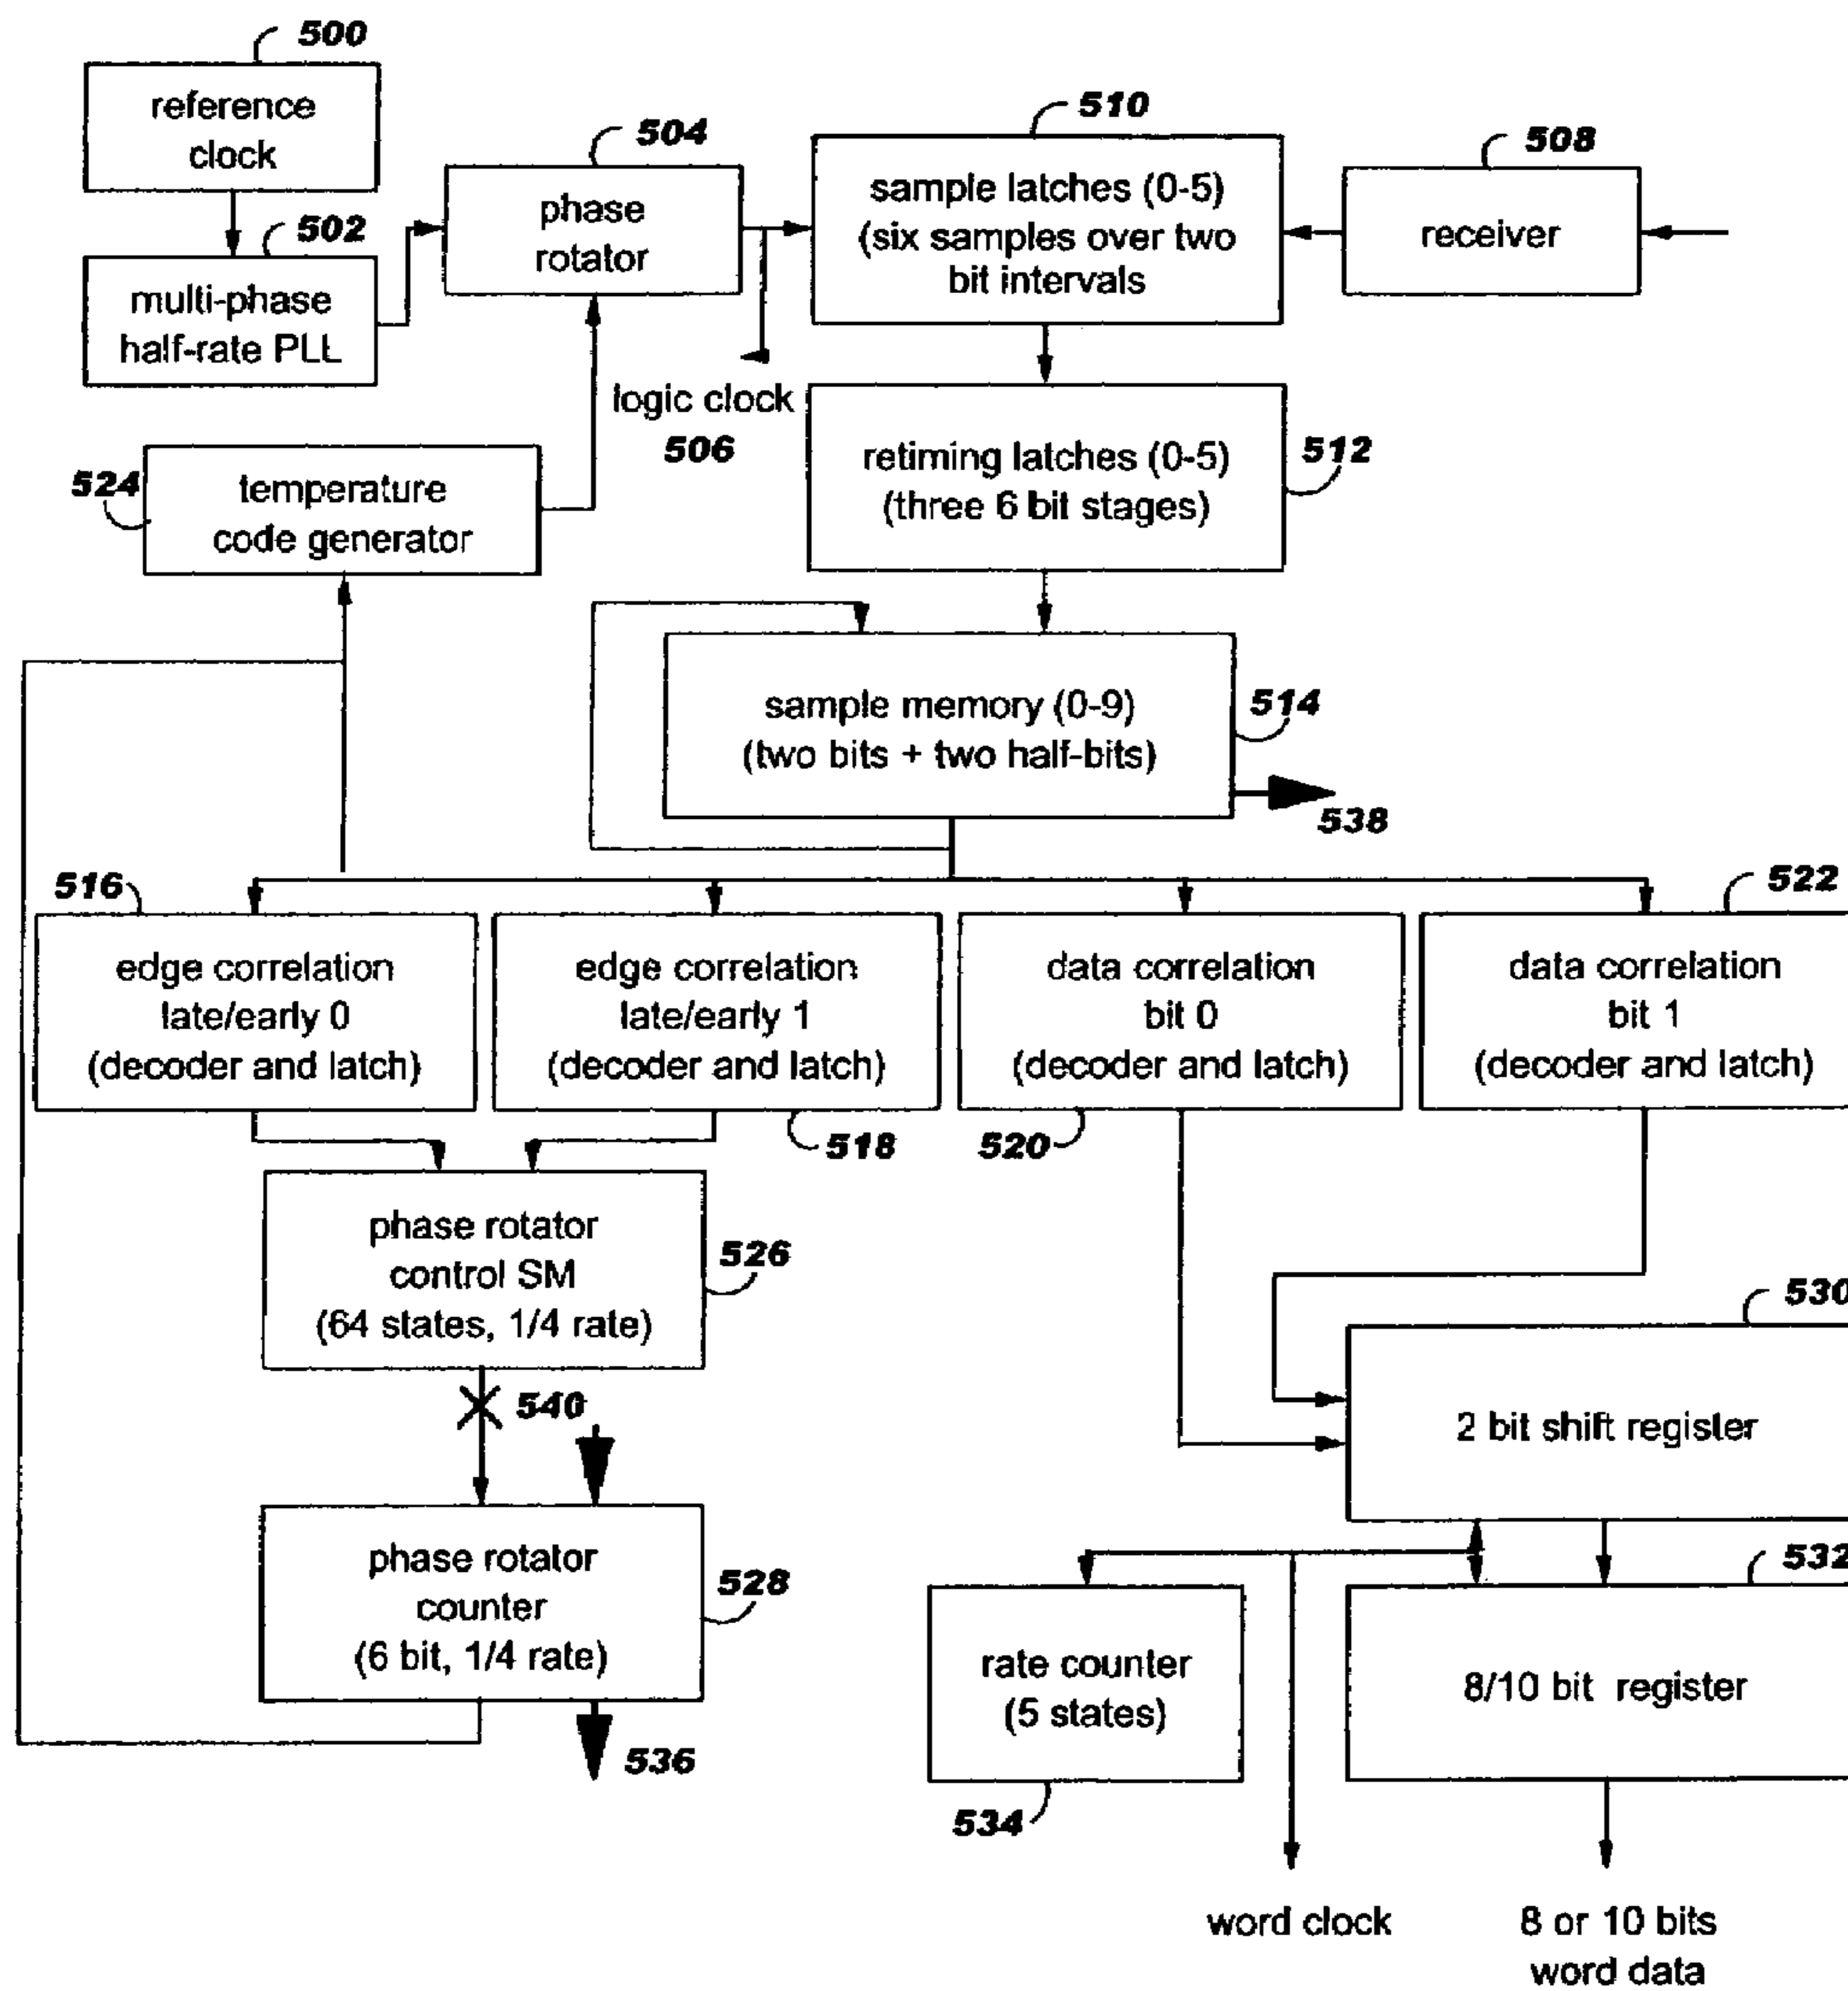 500
reference
clock
502
multi-phase
half-rate PLL
504
phase
rotator
logic clock
506
510
sample latches (0-5)
(six samples over two
bit intervals
508
receiver
retiming latches (0-5)
(three 6 bit stages)
512
524
temperature
code generator
sample memory (0-9)
(two bits + two half-bits)
514
538
516
edge correlation
late/early 0
(decoder and latch)
edge correlation
late/early 1
(decoder and latch)
518
data correlation
bit 0
(decoder and latch)
520
522
data correlation
bit 1
(decoder and latch)
phase rotator
control SM
(64 states, 1/4 rate)
526
540
phase rotator
counter
(6 bit, 1/4 rate)
528
536
530
2 bit shift register
532
8/10 bit register
rate counter
(5 states)
534
word clock
8 or 10 bits
word data